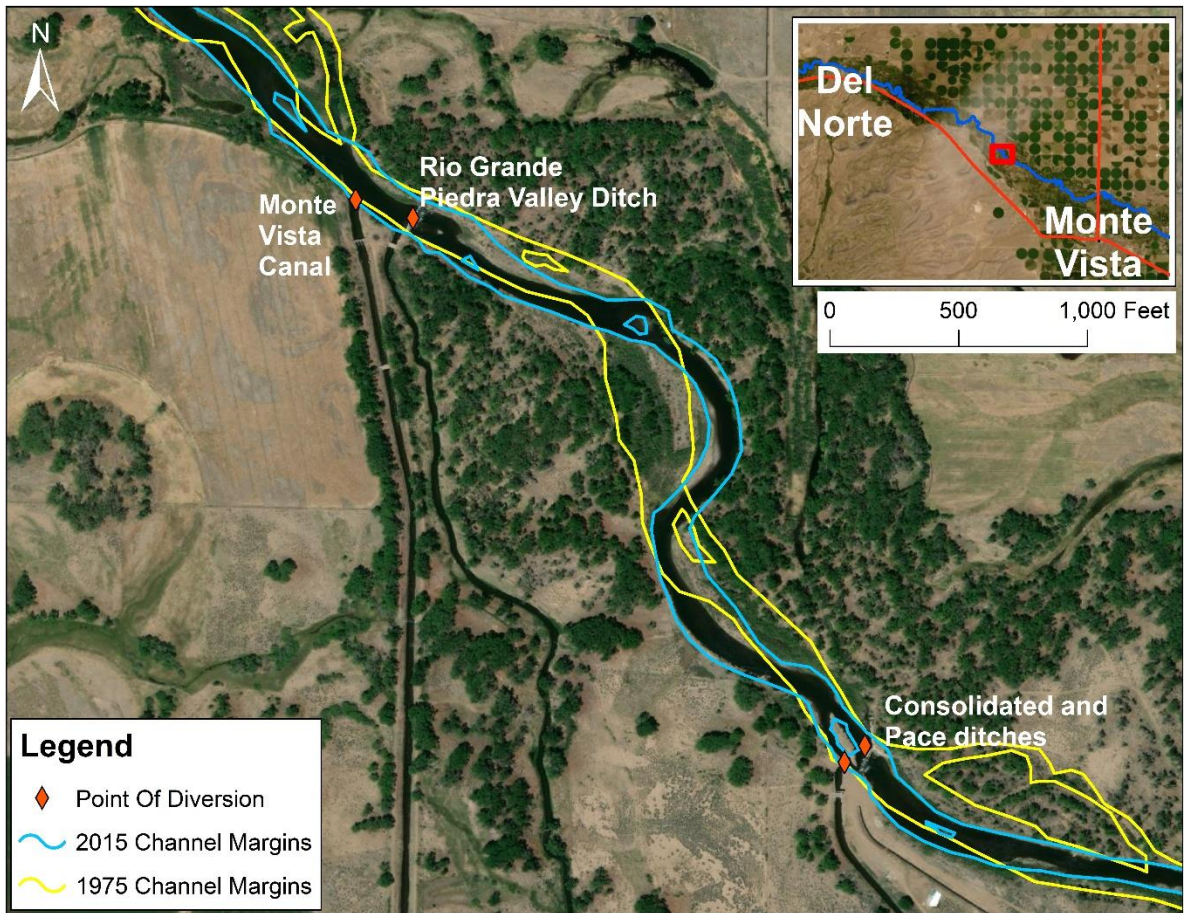 N
Del
Norte
Monte
Vista
0 500 1,000 Feet
Rio Grande
Piedra Valley Ditch
Monte
Vista
Canal
Consolidated and
Pace ditches
Legend
Point Of Diversion
2015 Channel Margins
1975 Channel Margins